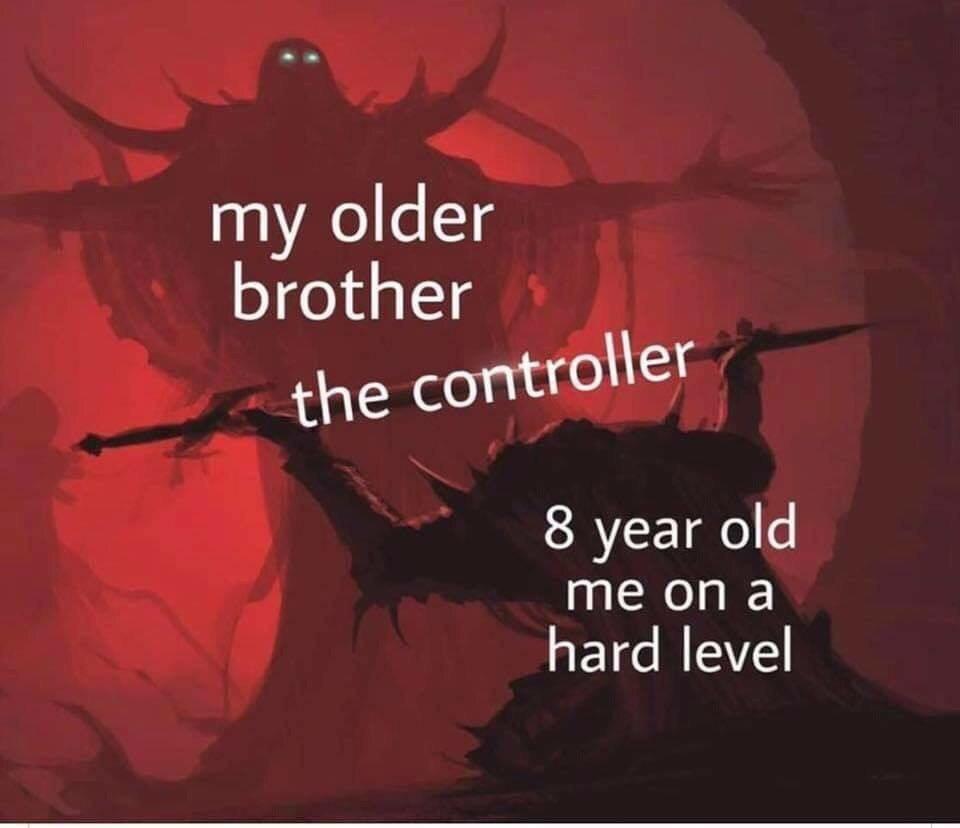 my older
brother
the controller
8 year old
me on a
hard level